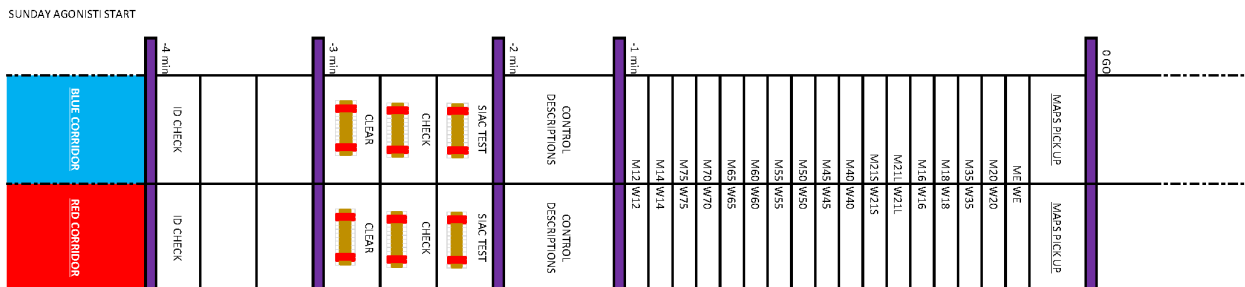 SUNDAY AGONISTI START
-4 min
-3 min
-2 min
-1 min
0 GO
BLUE CORRIDOR
ID CHECK
CLEAR
CHECK
SIAC TEST
CONTROL
DESCRIPTIONS
M12
M14
M75
M70
M65
M60
M55
M50
M45
M40
M21S
M21L
M16
M18
M35
M20
ME
MAPS PICK UP
RED CORRIDOR
ID CHECK
CLEAR
CHECK
SIAC TEST
CONTROL
DESCRIPTIONS
W12
W14
W75
W70
W65
W60
W55
W50
W45
W40
W21S
W21L
W16
W18
W35
W20
WE
MAPS PICK UP